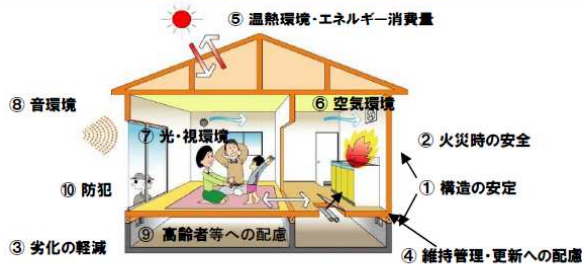 ⑤ 温熱環境・エネルギー消費量
⑧ 音環境
⑥ 空気環境
⑦ 光・視環境
② 火災時の安全
① 構造の安定
⑩ 防犯
⑨ 高齢者等への配慮
③ 劣化の軽減
④ 維持管理・更新への配慮